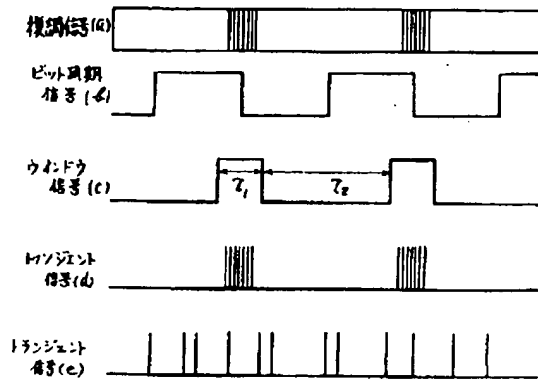 復調信号(a)
ビット同期
信号(b)
ウインドウ
信号(c)
τ₁
τ₂
トランジェント
信号(d)
トランジェント
信号(e)